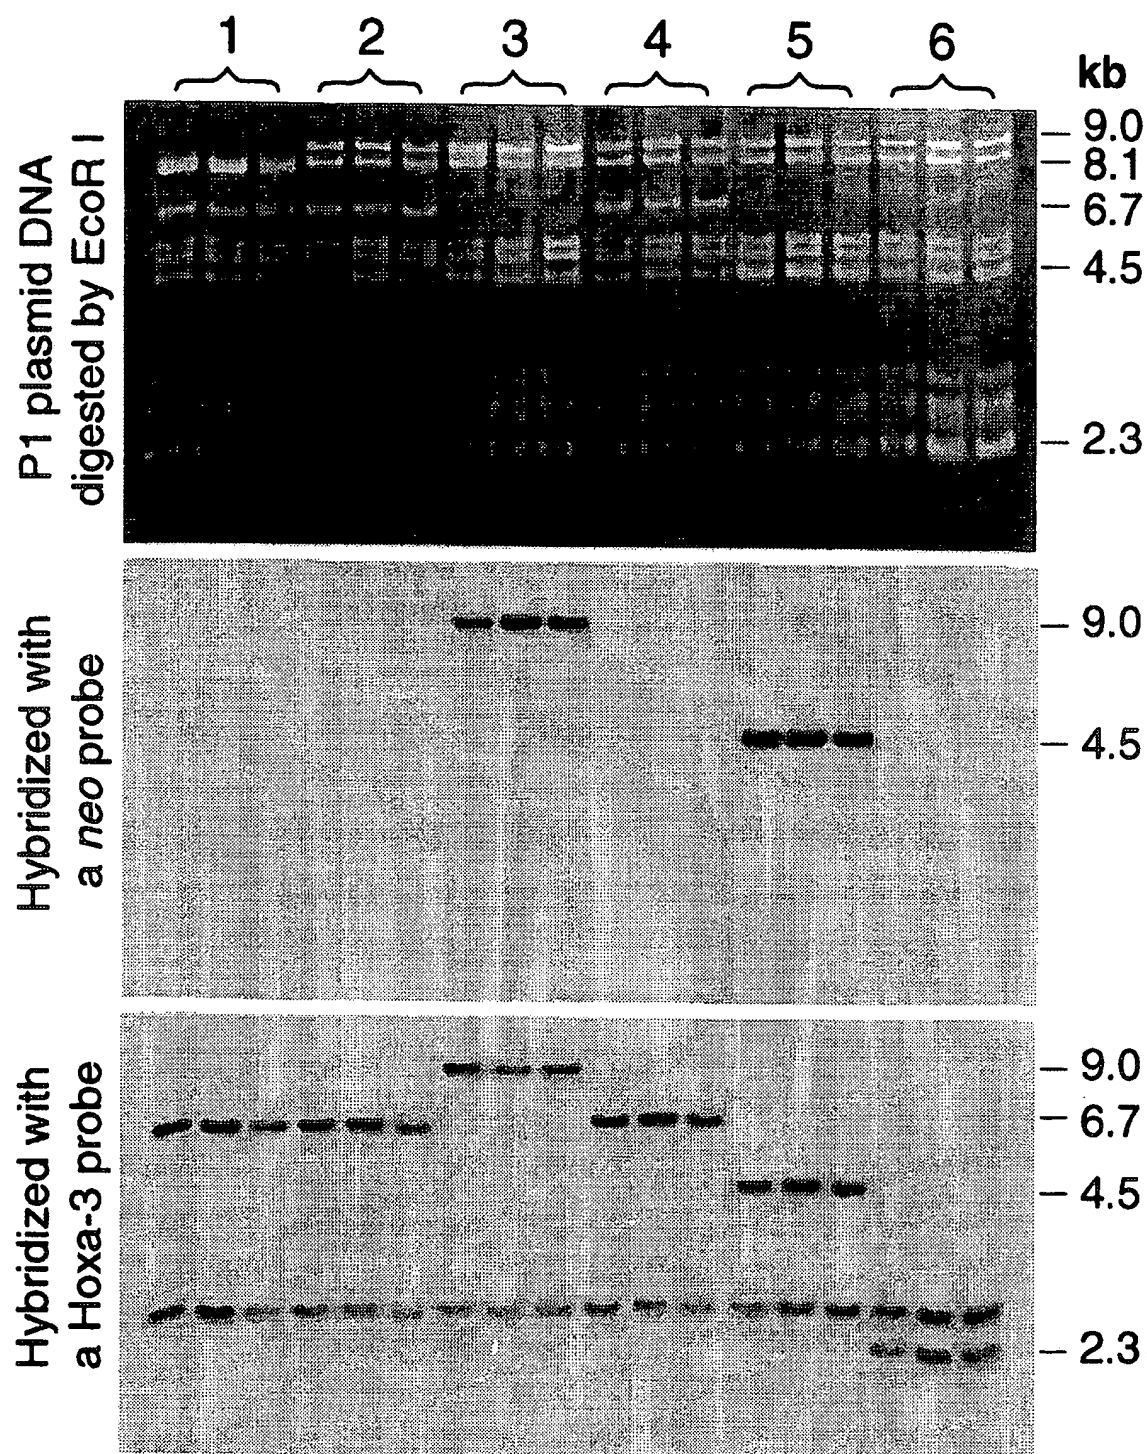 1 2 3 4 5 6
kb
P1 plasmid DNA
digested by EcoR I
9.0
8.1
6.7
4.5
2.3
Hybridized with
a neo probe
9.0
4.5
Hybridized with
a Hoxa-3 probe
9.0
6.7
4.5
2.3